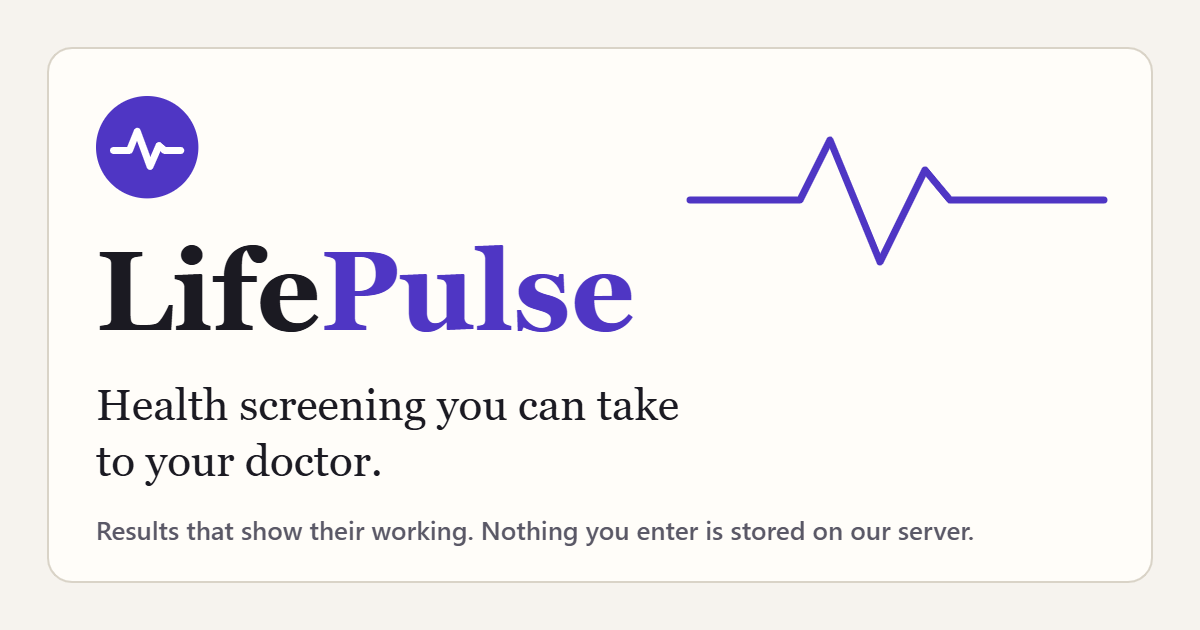 LifePulse
Health screening you can take
to your doctor.
Results that show their working. Nothing you enter is stored on our server.